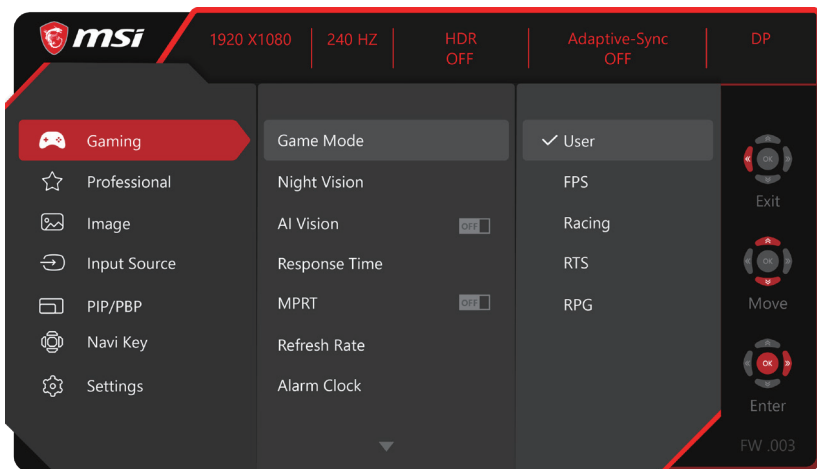 msi
1920 X1080
240 HZ
HDR
OFF
Adaptive-Sync
OFF
DP
Gaming
Professional
Image
Input Source
PIP/PBP
Navi Key
Settings
Game Mode
Night Vision
AI Vision
OFF
Response Time
MPRT
OFF
Refresh Rate
Alarm Clock
User
FPS
Racing
RTS
RPG
OK
Exit
OK
Move
OK
Enter
FW .003